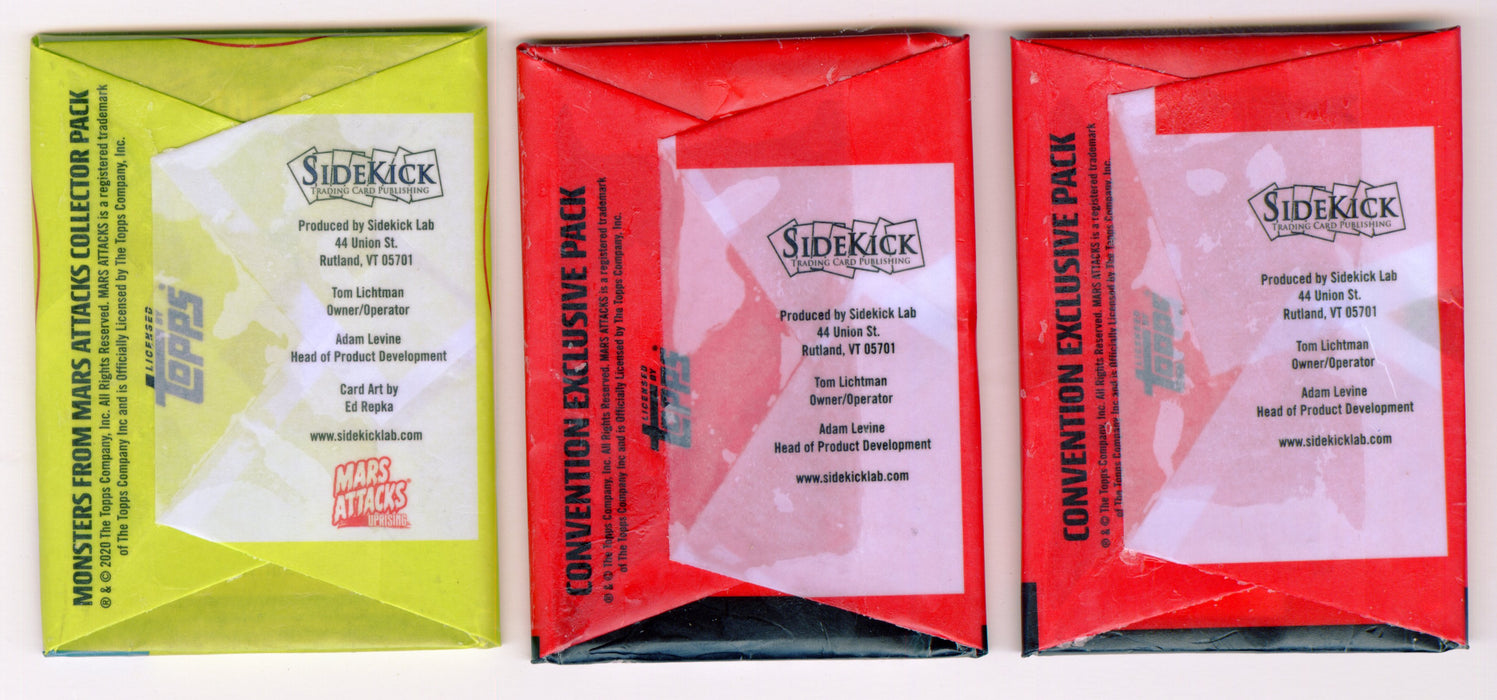 MONSTERS FROM MARS ATTACKS COLLECTOR PACK
® & © 2020 The Topps Company, Inc. All Rights Reserved. MARS ATTACKS is a registered trademark
of The Topps Company Inc and is Officially Licensed by The Topps Company, Inc.
LICENSED BY
Topps
SIDEKICK
TRADING CARD PUBLISHING
Produced by Sidekick Lab
44 Union St.
Rutland, VT 05701
Tom Lichtman
Owner/Operator
Adam Levine
Head of Product Development
Card Art by
Ed Repka
www.sidekicklab.com
MARS
ATTACKS
UPRISING
CONVENTION EXCLUSIVE PACK
® & © The Topps Company, Inc. All Rights Reserved. MARS ATTACKS is a registered trademark
of The Topps Company Inc and is Officially Licensed by The Topps Company, Inc.
LICENSED BY
Topps
SIDEKICK
TRADING CARD PUBLISHING
Produced by Sidekick Lab
44 Union St.
Rutland, VT 05701
Tom Lichtman
Owner/Operator
Adam Levine
Head of Product Development
www.sidekicklab.com
CONVENTION EXCLUSIVE PACK
® & © The Topps Company, Inc. All Rights Reserved. MARS ATTACKS is a registered trademark
of The Topps Company Inc and is Officially Licensed by The Topps Company, Inc.
SIDEKICK
TRADING CARD PUBLISHING
Produced by Sidekick Lab
44 Union St.
Rutland, VT 05701
Tom Lichtman
Owner/Operator
Adam Levine
Head of Product Development
www.sidekicklab.com